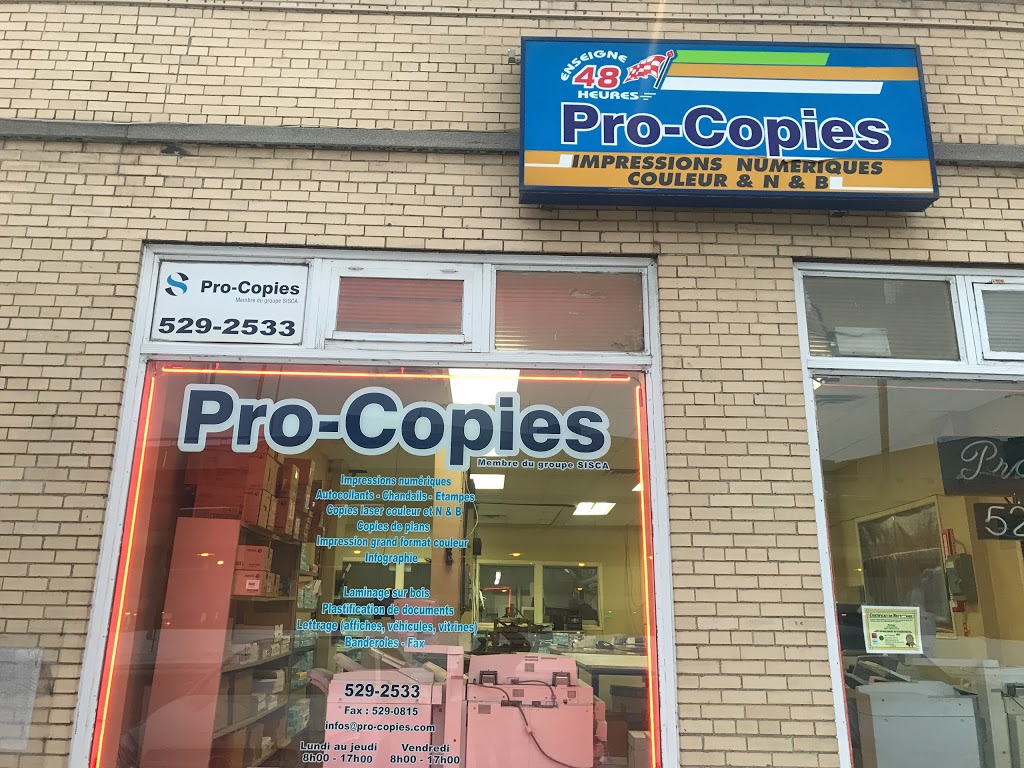 ENSEIGNE
48
HEURES
Pro-Copies
IMPRESSIONS NUMERIQUES
COULEUR & N & B
Pro-Copies
Membre du groupe SISCA
529-2533
Pro-Copies
Membre du groupe SISCA
Impressions numériques
Autocollants - Chandails - Étampes
Copies laser couleur et N & B
Copies de plans
Impression grand format couleur
Infographie
Laminage sur bois
Plastification de documents
Lettrage (affiches, véhicules, vitrines)
Banderoles - Fax
529-2533
Fax : 529-0815
infos@pro-copies.com
Lundi au jeudi Vendredi
8h00 - 17h00 8h00 - 17h00
Pro
52